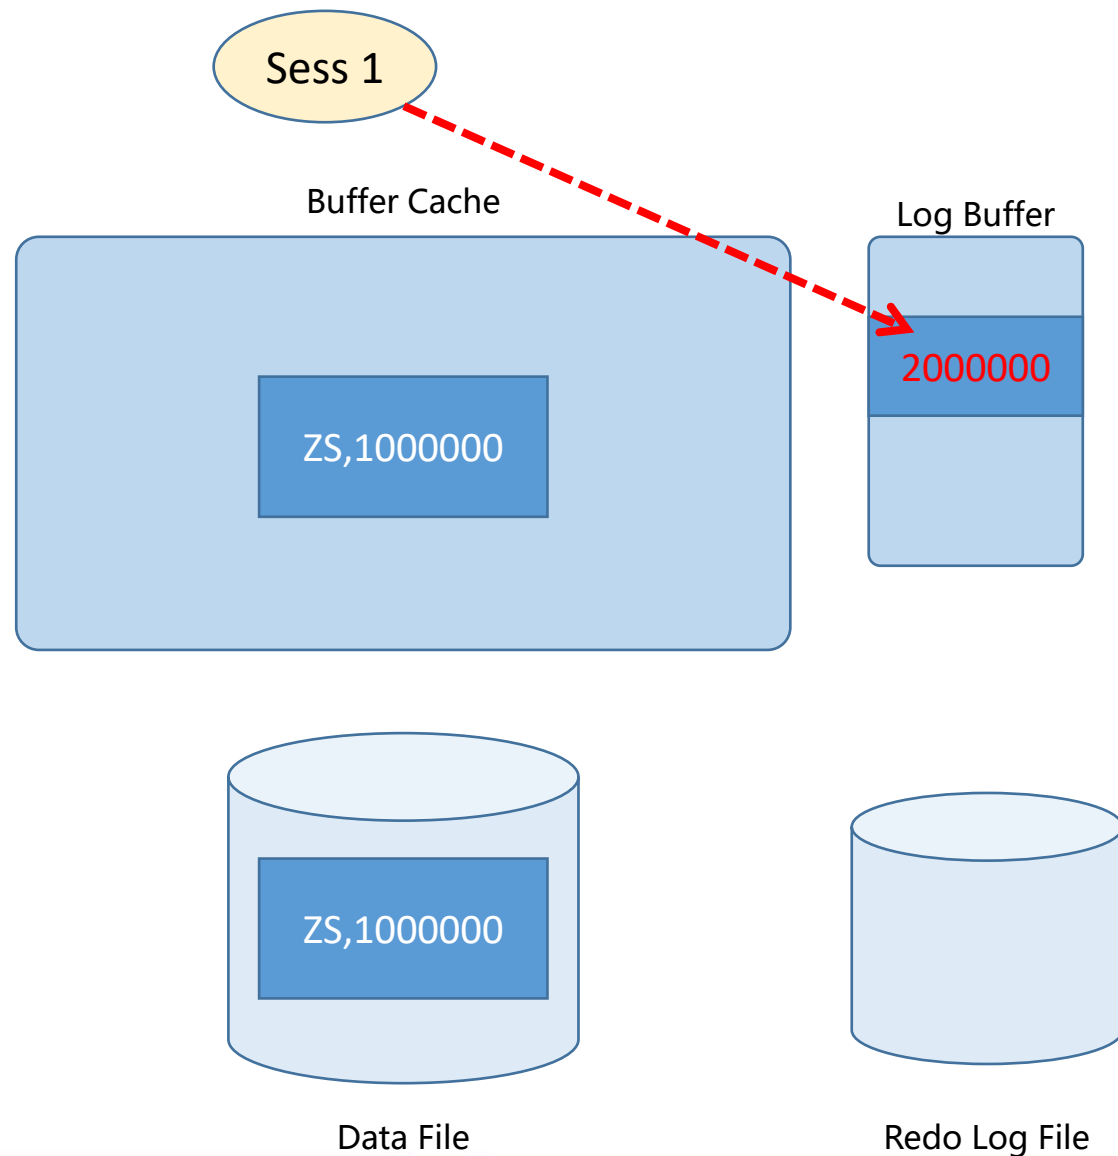 Sess 1
Buffer Cache
Log Buffer
2000000
ZS,1000000
ZS,1000000
Data File
Redo Log File